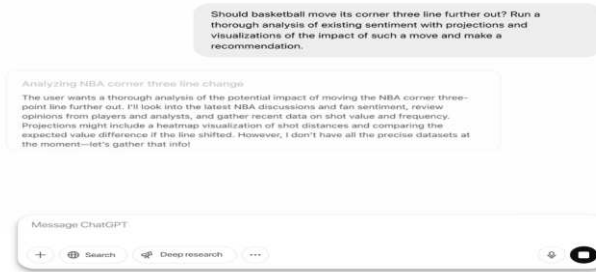 Should basketball move its corner three line further out? Run a
thorough analysis of existing sentiment with projections and
visualizations of the impact of such a move and make a
recommendation.
Analyzing NBA corner three line change
The user wants a thorough analysis of the potential impact of moving the NBA corner three-
point line further out. I'll look into the latest NBA discussions and fan sentiment, review
opinions from players and analysts, and gather recent data on shot value and frequency.
Projections might include a heatmap visualization of shot distances and comparing the
expected value difference if the line shifted. However, I don't have all the precise datasets at
the moment—let's gather that info!
Message ChatGPT
Search Deep research